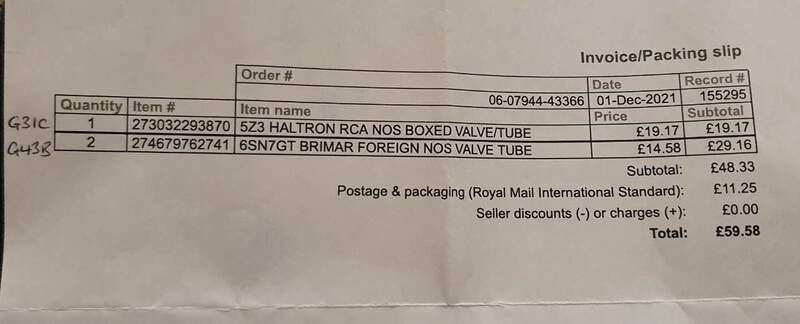 Invoice/Packing slip
Order # Date Record #
06-07944-43366 01-Dec-2021 155295
Quantity Item # Item name Price Subtotal
G31C 1 273032293870 5Z3 HALTRON RCA NOS BOXED VALVE/TUBE £19.17 £19.17
G43B 2 274679762741 6SN7GT BRIMAR FOREIGN NOS VALVE TUBE £14.58 £29.16
Subtotal: £48.33
Postage & packaging (Royal Mail International Standard): £11.25
Seller discounts (-) or charges (+): £0.00
Total: £59.58